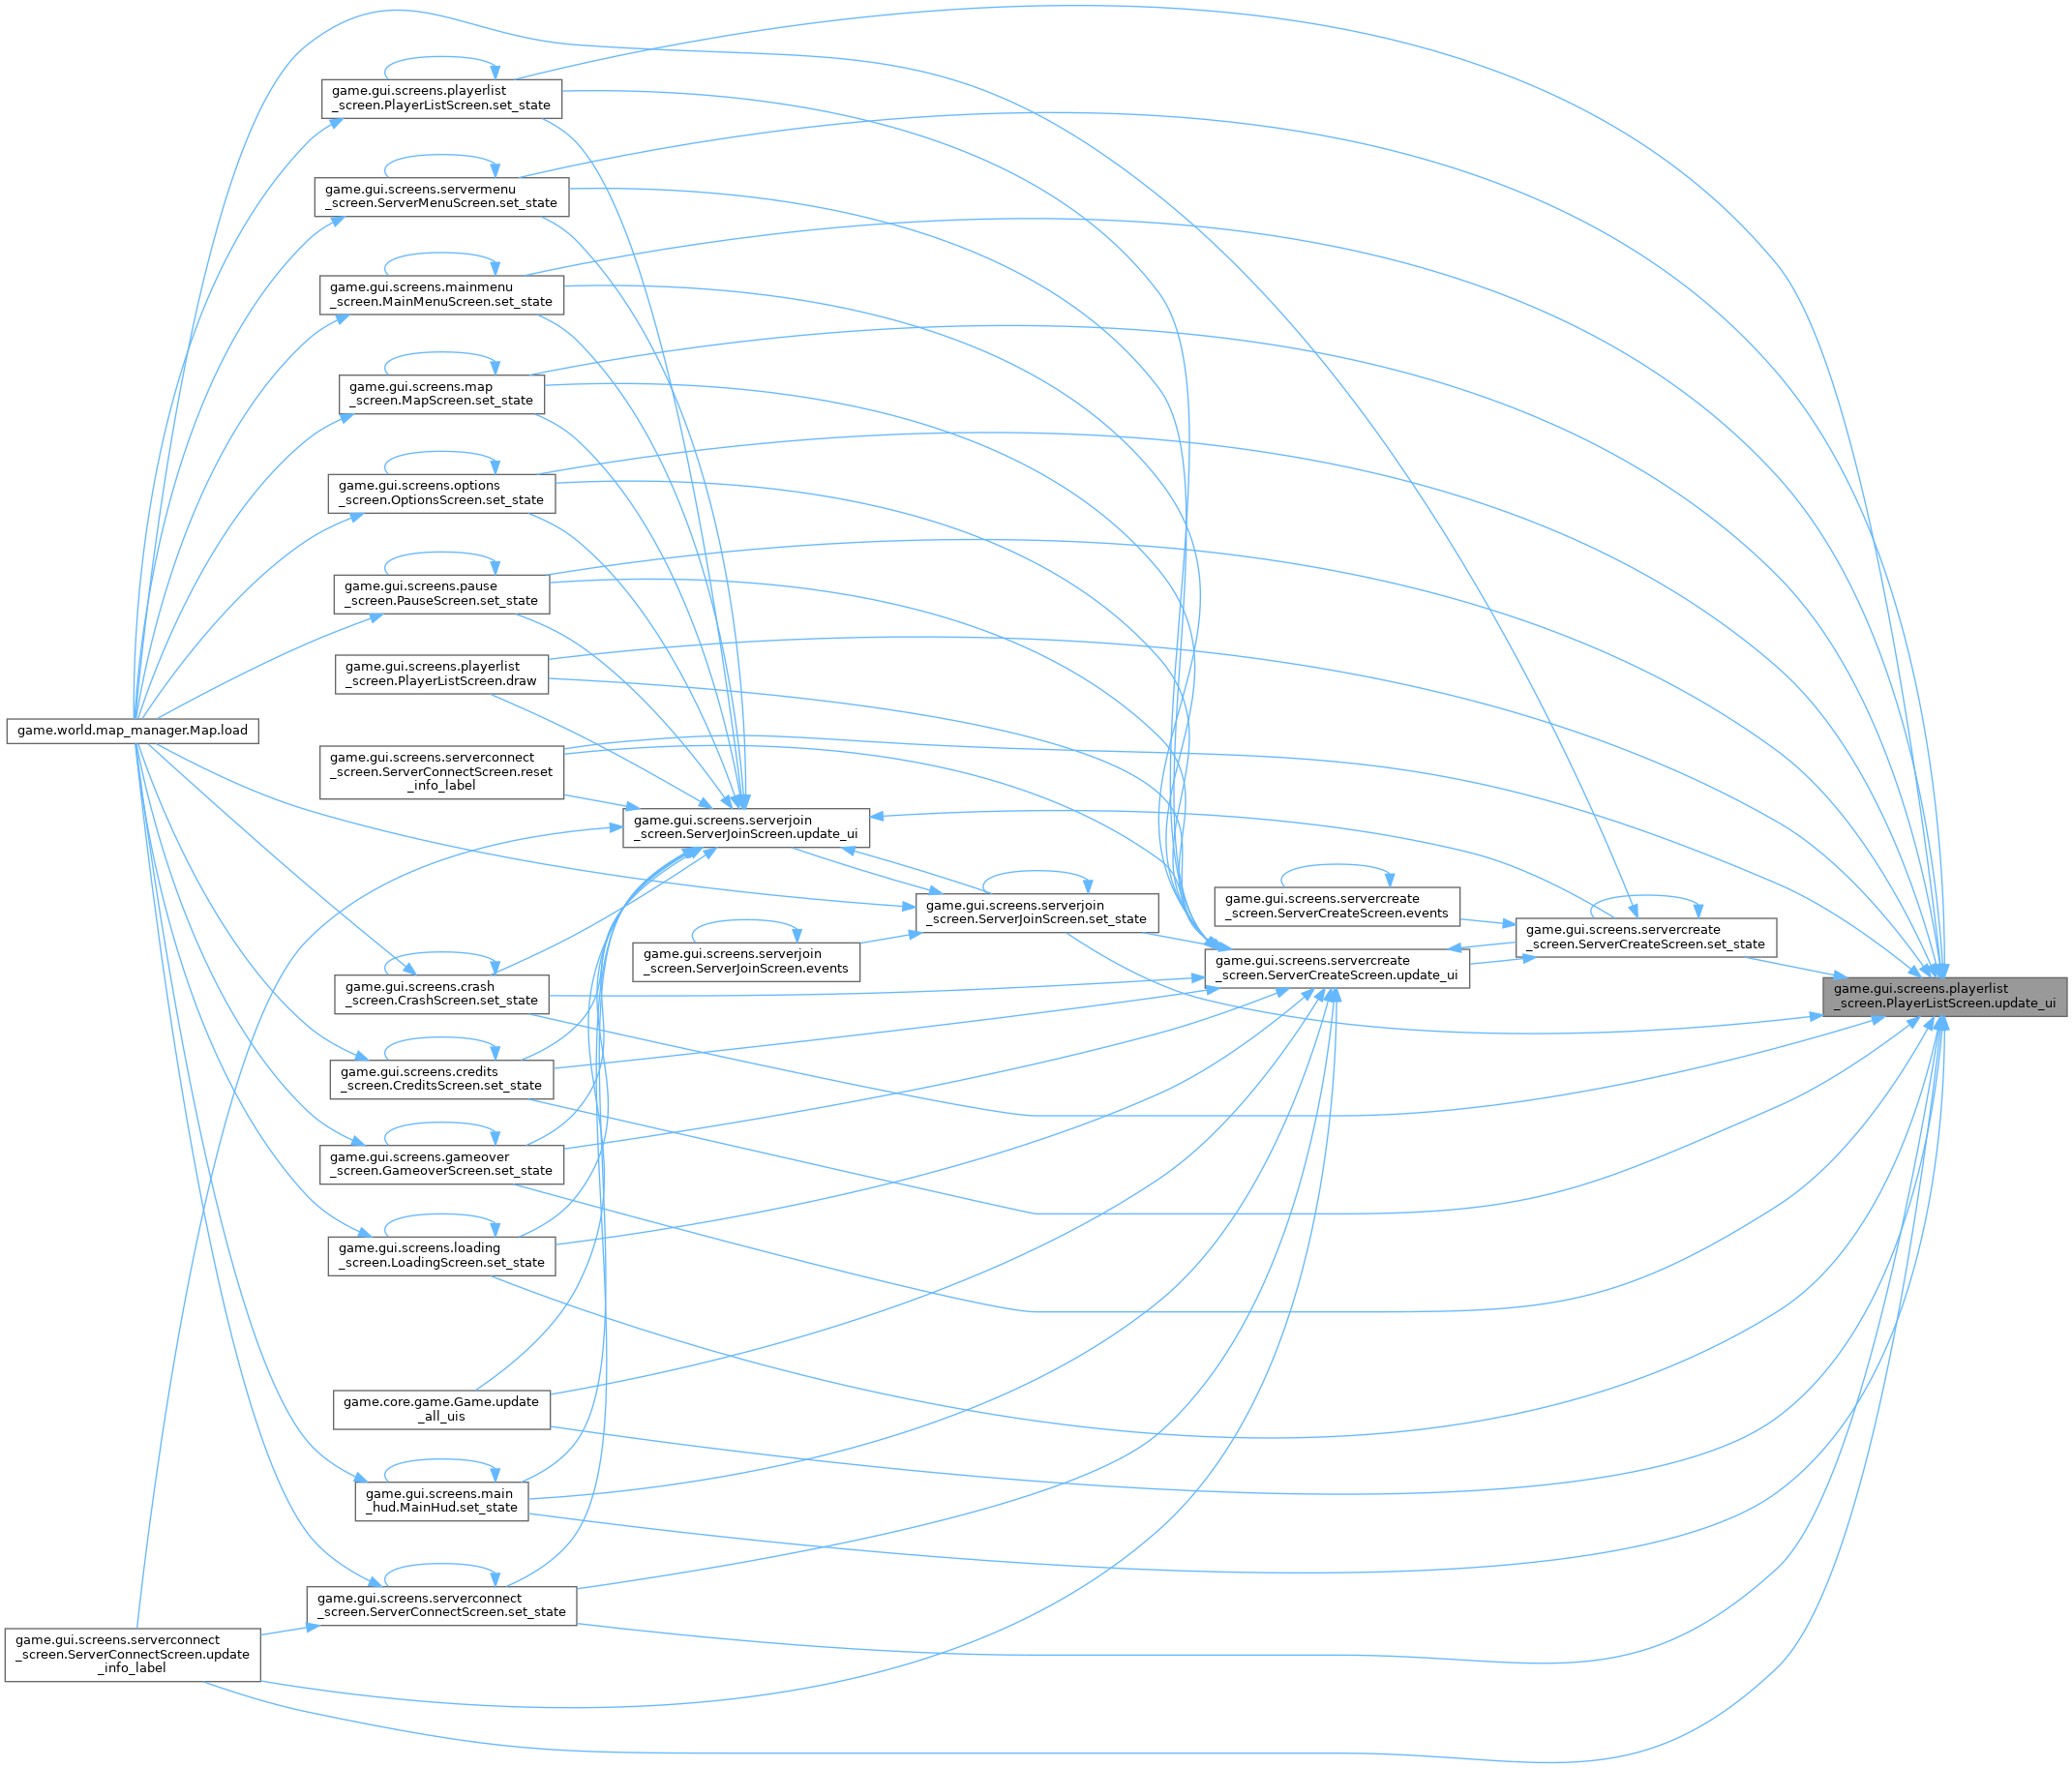 game.gui.screens.playerlist
_screen.PlayerListScreen.set_state
game.gui.screens.servermenu
_screen.ServerMenuScreen.set_state
game.gui.screens.mainmenu
_screen.MainMenuScreen.set_state
game.gui.screens.map
_screen.MapScreen.set_state
game.gui.screens.options
_screen.OptionsScreen.set_state
game.gui.screens.pause
_screen.PauseScreen.set_state
game.gui.screens.playerlist
_screen.PlayerListScreen.draw
game.world.map_manager.Map.load
game.gui.screens.serverconnect
_screen.ServerConnectScreen.reset
_info_label
game.gui.screens.serverjoin
_screen.ServerJoinScreen.update_ui
game.gui.screens.serverjoin
_screen.ServerJoinScreen.set_state
game.gui.screens.servercreate
_screen.ServerCreateScreen.events
game.gui.screens.servercreate
_screen.ServerCreateScreen.set_state
game.gui.screens.serverjoin
_screen.ServerJoinScreen.events
game.gui.screens.servercreate
_screen.ServerCreateScreen.update_ui
game.gui.screens.playerlist
_screen.PlayerListScreen.update_ui
game.gui.screens.crash
_screen.CrashScreen.set_state
game.gui.screens.credits
_screen.CreditsScreen.set_state
game.gui.screens.gameover
_screen.GameoverScreen.set_state
game.gui.screens.loading
_screen.LoadingScreen.set_state
game.core.game.Game.update
_all_uis
game.gui.screens.main
_hud.MainHud.set_state
game.gui.screens.serverconnect
_screen.ServerConnectScreen.set_state
game.gui.screens.serverconnect
_screen.ServerConnectScreen.update
_info_label